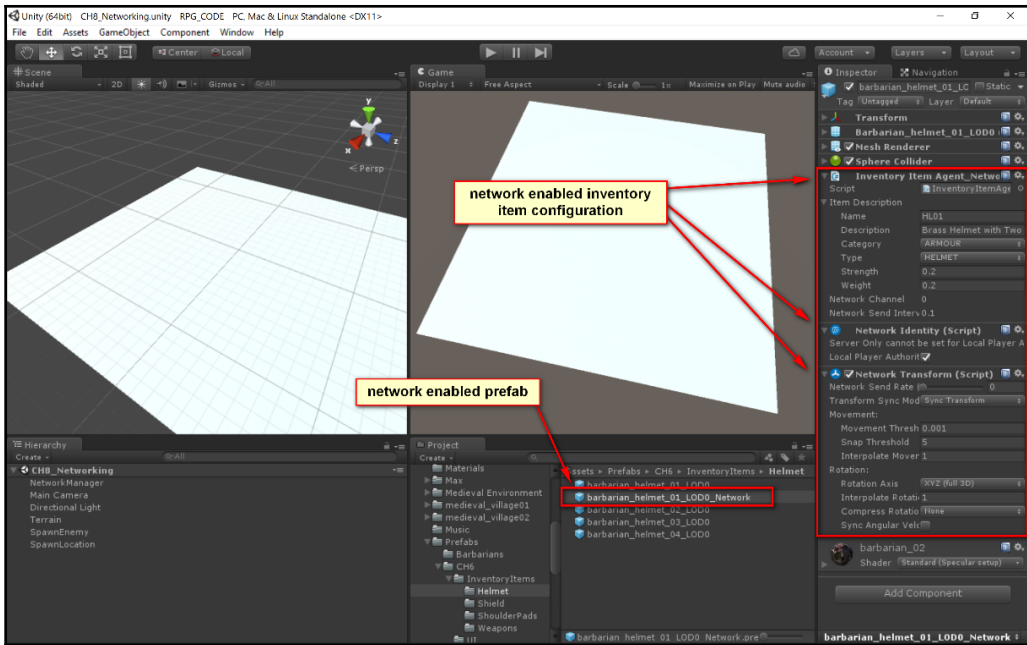 Unity (64bit) CH8_Networking.unity RPG_CODE PC, Mac & Linux Standalone <DX11>
File Edit Assets GameObject Component Window Help
Center Local
Account Layers Layout
Scene
Shaded 2D Gizmos All
y
x
z
Persp
Game
Display 1 Free Aspect Scale 1x Maximize on Play Mute audio
network enabled inventory
item configuration
network enabled prefab
Inspector Navigation
barbarian_helmet_01_LC Static
Tag Untagged Layer Default
Transform
Barbarian_helmet_01_LOD0
Mesh Renderer
Sphere Collider
Inventory Item Agent_Netwo
Script InventoryItemAge
Item Description
Name HL01
Description Brass Helmet with Two
Category ARMOUR
Type HELMET
Strength 0.2
Weight 0.2
Network Channel 0
Network Send Interv 0.1
Network Identity (Script)
Server Only cannot be set for Local Player A
Local Player Authorit
Network Transform (Script)
Network Send Rate 0
Transform Sync Mod Sync Transform
Movement:
Movement Thresh 0.001
Snap Threshold 5
Interpolate Mover 1
Rotation:
Rotation Axis XYZ (full 3D)
Interpolate Rotati 1
Compress Rotatio None
Sync Angular Velo
barbarian_02
Shader Standard (Specular setup)
Add Component
barbarian_helmet_01_LOD0_Network
Hierarchy
Create All
CH8_Networking
NetworkManager
Main Camera
Directional Light
Terrain
SpawnEnemy
SpawnLocation
Project
Create
Materials
Max
Medieval Environment
medieval_village01
medieval_village02
Music
Prefabs
Barbarians
CH6
InventoryItems
Helmet
Shield
ShoulderPads
Weapons
UI
Assets Prefabs CH6 InventoryItems Helmet
barbarian_helmet_01_LOD0
barbarian_helmet_01_LOD0_Network
barbarian_helmet_02_LOD0
barbarian_helmet_03_LOD0
barbarian_helmet_04_LOD0
barbarian_helmet_01_LOD0_Network.pre